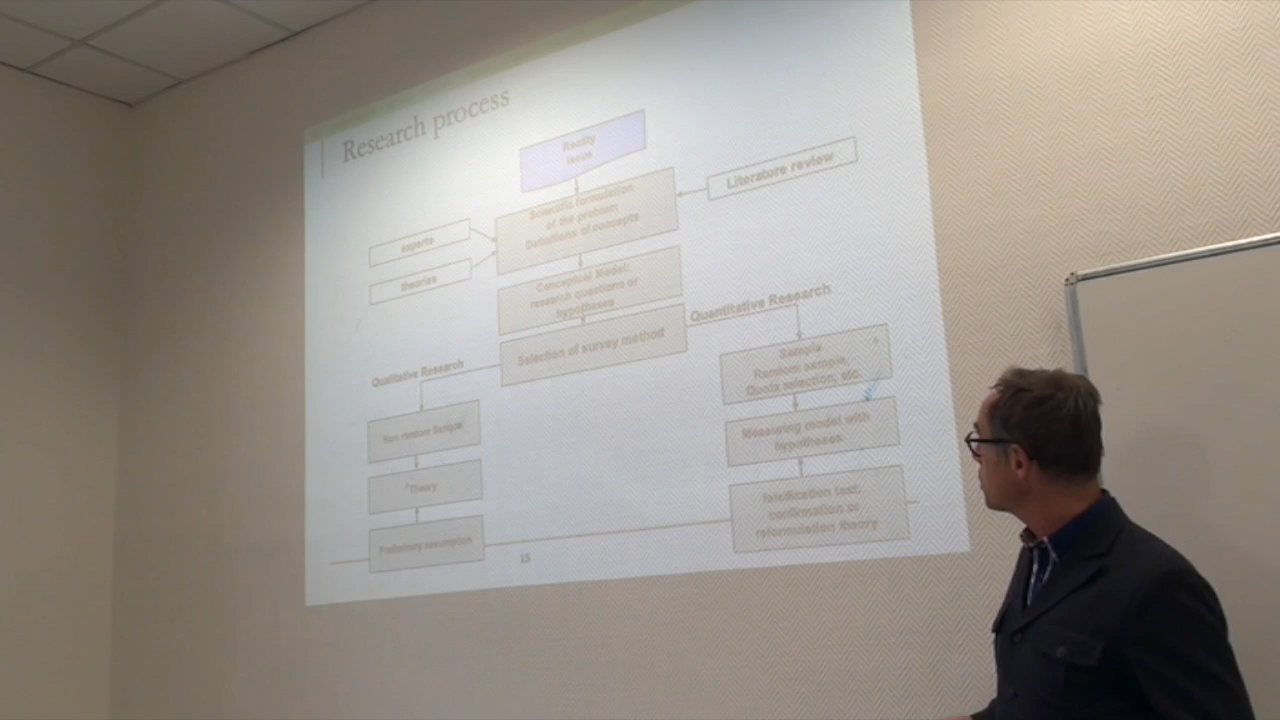 Research process
Reality
issue
Literature review
Scientific formulation
of the problem
Definitions of concepts
experts
theories
Conceptual Model:
research questions or
hypotheses
Selection of survey method
Quantitative Research
Qualitative Research
Sample
Random sample,
Quota selection, etc.
Non random Sample
Measuring model with
hypotheses
Theory
falsification test:
confirmation or
reformulation theory
Preliminary assumption
15